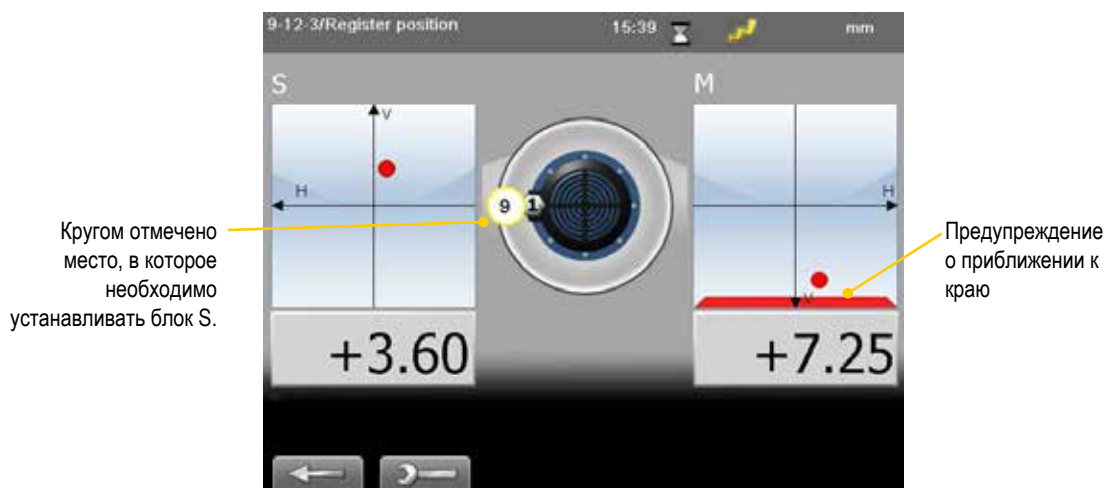 9-12-3/Register position 15:39 mm
S
M
V
H
H
V
9 1
Кругом отмечено
место, в которое
необходимо
устанавливать блок S.
Предупреждение
о приближении к
краю
+3.60
+7.25